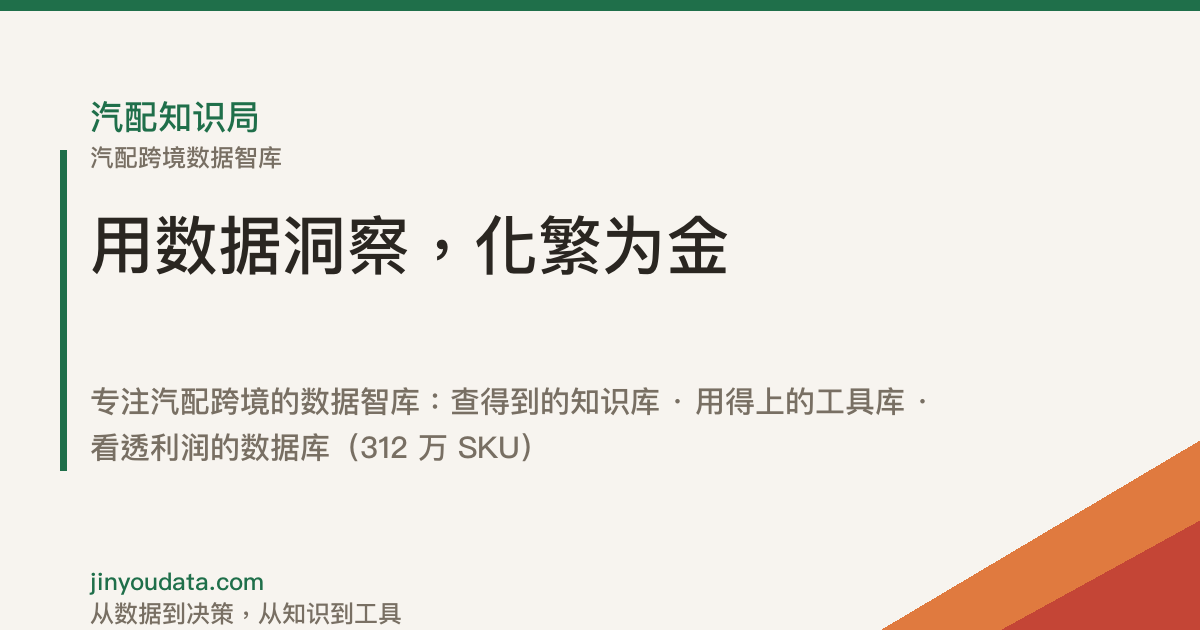 汽配知识局
汽配跨境数据智库
用数据洞察，化繁为金
专注汽配跨境的数据智库：查得到的知识库 · 用得上的工具库 ·
看透利润的数据库（312 万 SKU）
jinyoudata.com
从数据到决策，从知识到工具